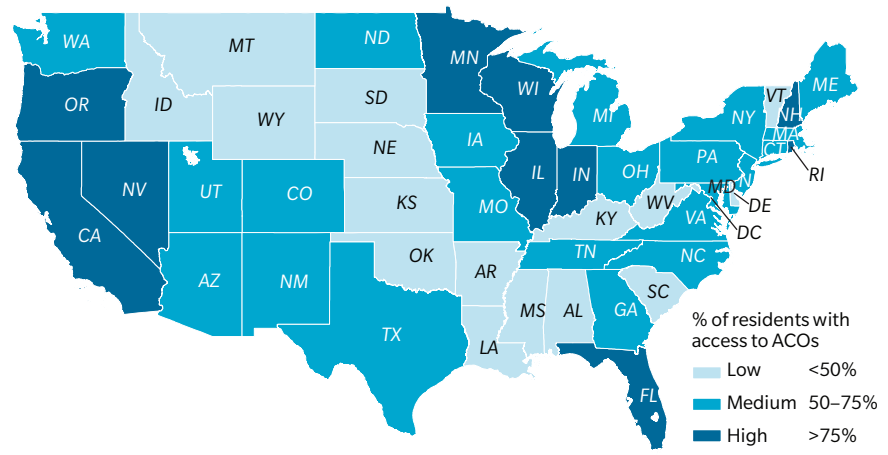 WA
MT
ND
MN
ME
VT
NH
OR
ID
SD
WI
MI
NY
MA
WY
CT
RI
IA
PA
NE
NJ
OH
IL
IN
MD
DE
NV
UT
CO
WV
KS
MO
VA
DC
CA
KY
OK
TN
NC
AZ
NM
AR
SC
MS
AL
GA
TX
LA
FL
% of residents with
access to ACOs
Low <50%
Medium 50–75%
High >75%